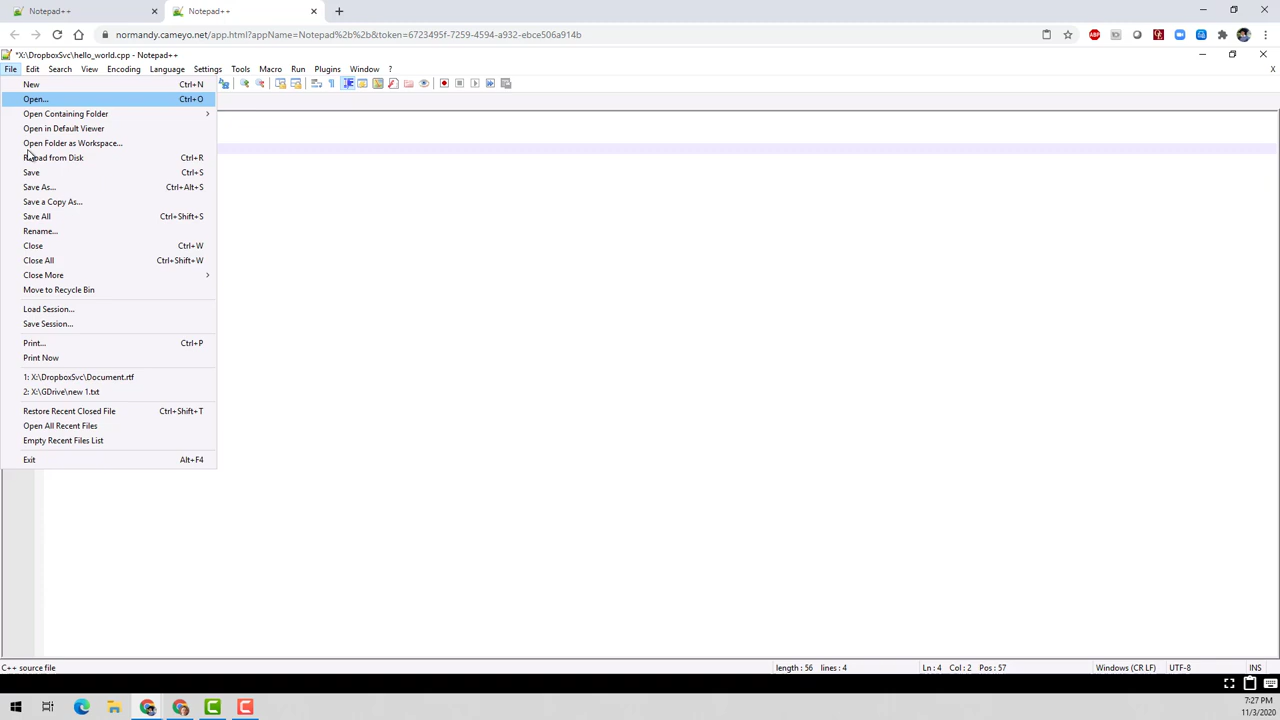 Notepad++
Notepad++
normandy.cameyo.net/app.html?appName=Notepad%2b%2b&token=6723495f-7259-4594-a932-ebce506a914b
*X:\DropboxSvc\hello_world.cpp - Notepad++
File Edit Search View Encoding Language Settings Tools Macro Run Plugins Window ? X
New Ctrl+N
Open... Ctrl+O
Open Containing Folder
Open in Default Viewer
Open Folder as Workspace...
Reload from Disk Ctrl+R
Save Ctrl+S
Save As... Ctrl+Alt+S
Save a Copy As...
Save All Ctrl+Shift+S
Rename...
Close Ctrl+W
Close All Ctrl+Shift+W
Close More
Move to Recycle Bin
Load Session...
Save Session...
Print... Ctrl+P
Print Now
1: X:\DropboxSvc\Document.rtf
2: X:\GDrive\new 1.txt
Restore Recent Closed File Ctrl+Shift+T
Open All Recent Files
Empty Recent Files List
Exit Alt+F4
C++ source file length : 56 lines : 4 Ln : 4 Col : 2 Pos : 57 Windows (CR LF) UTF-8 INS
7:27 PM
11/3/2020